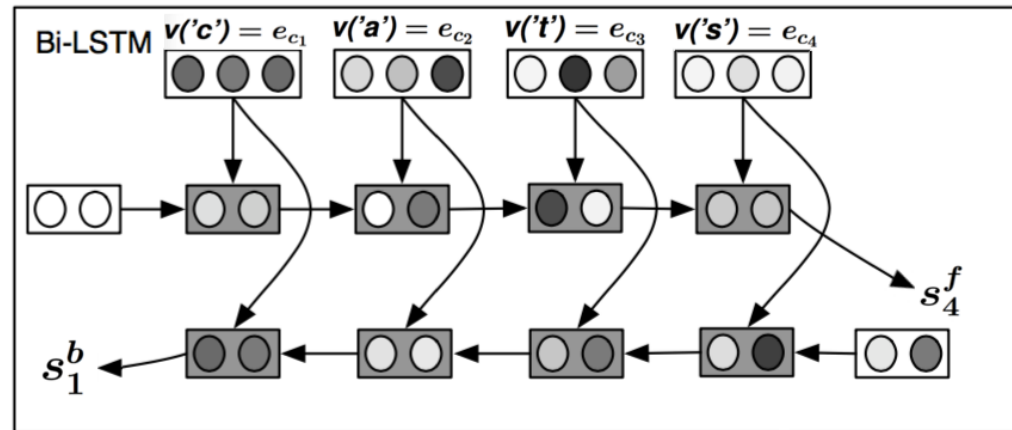 Bi-LSTM v('c') = e_{c_1} v('a') = e_{c_2} v('t') = e_{c_3} v('s') = e_{c_4}
s_4^f
s_1^b